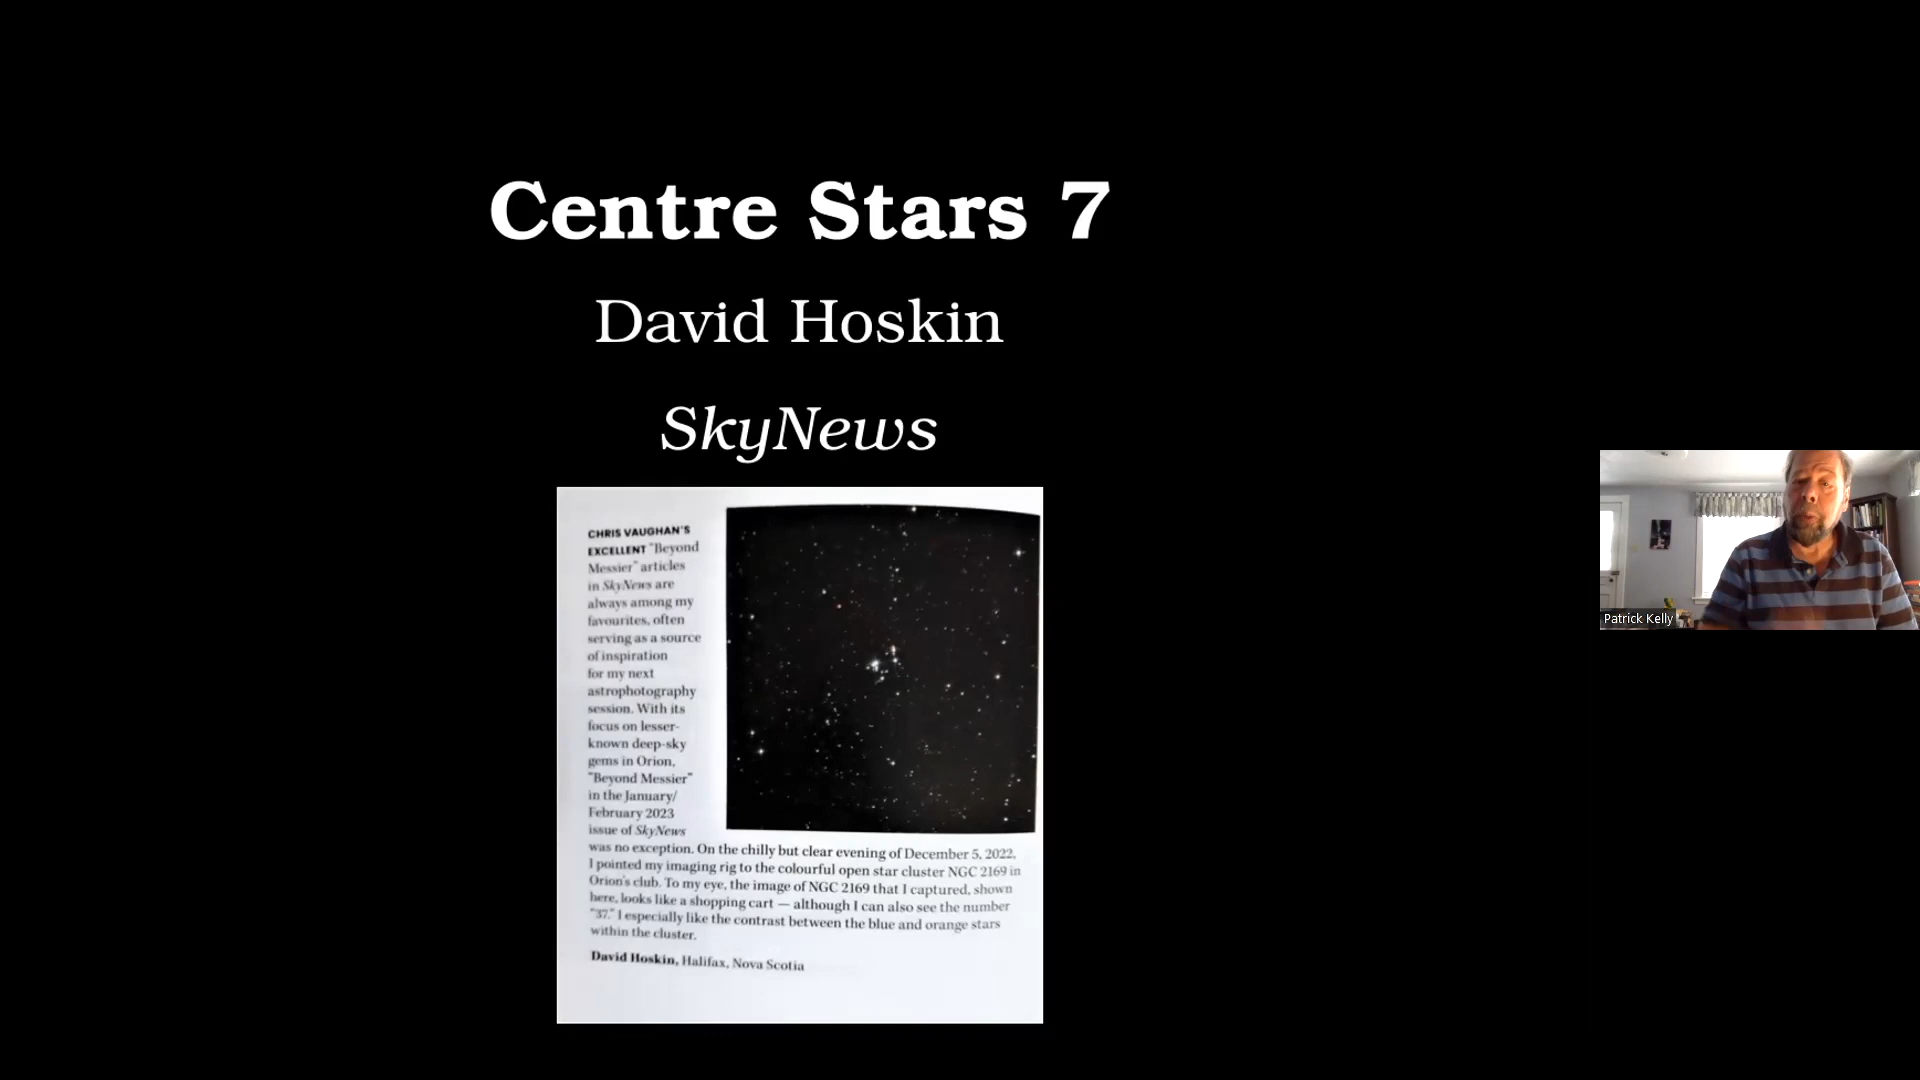 Centre Stars 7
David Hoskin
SkyNews
CHRIS VAUGHAN'S
EXCELLENT "Beyond
Messier" articles
in SkyNews are
always among my
favourites, often
serving as a source
of inspiration
for my next
astrophotography
session. With its
focus on lesser-
known deep-sky
gems in Orion,
"Beyond Messier"
in the January/
February 2023
issue of SkyNews
was no exception. On the chilly but clear evening of December 5, 2022,
I pointed my imaging rig to the colourful open star cluster NGC 2169 in
Orion's club. To my eye, the image of NGC 2169 that I captured, shown
here, looks like a shopping cart — although I can also see the number
"37." I especially like the contrast between the blue and orange stars
within the cluster.
David Hoskin, Halifax, Nova Scotia
Patrick Kelly